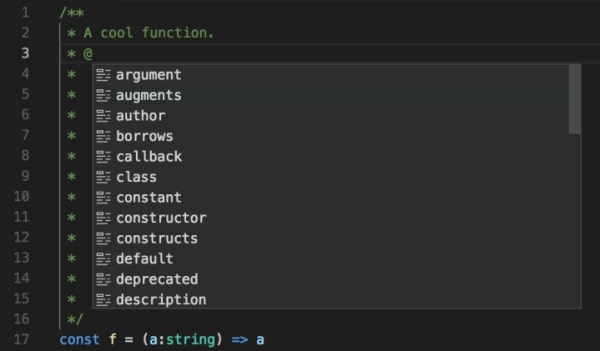 1 /**
2 * A cool function.
3 * @
4 * argument
5 * augments
6 * author
7 * borrows
8 * callback
9 * class
10 * constant
11 * constructor
12 * constructs
13 * default
14 * deprecated
15 * description
16 */
17 const f = (a:string) => a